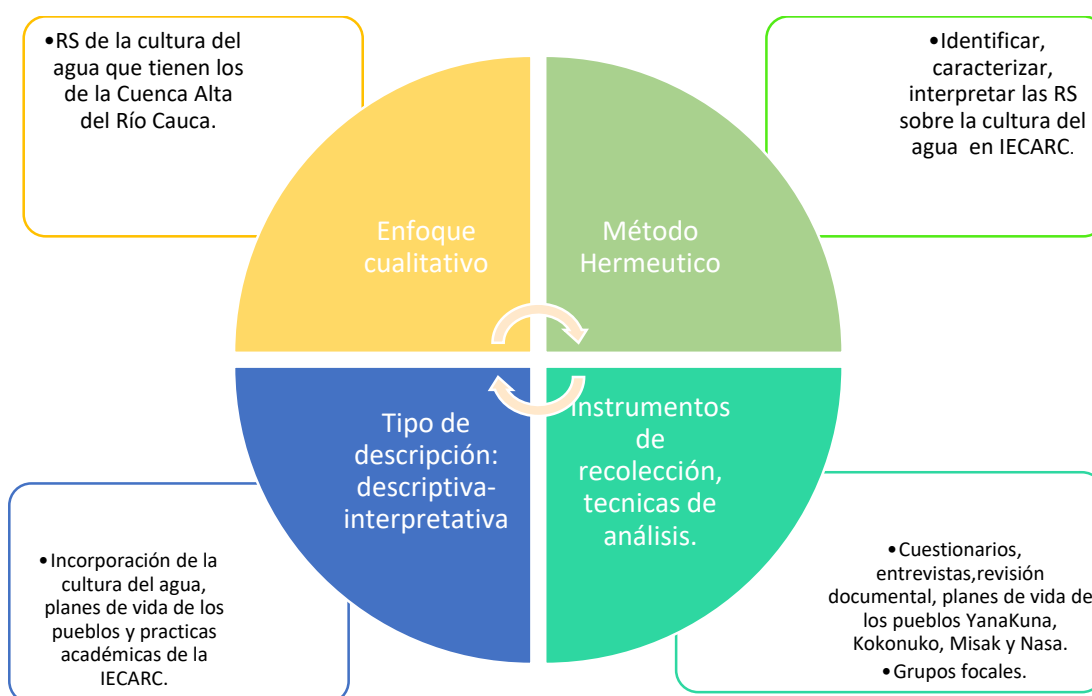 •RS de la cultura del
agua que tienen los
de la Cuenca Alta
del Río Cauca.
•Identificar,
caracterizar,
interpretar las RS
sobre la cultura del
agua en IECARC.
Enfoque
cualitativo
Método
Hermeutico
Tipo de
descripción:
descriptiva-
interpretativa
Instrumentos
de
recolección,
tecnicas de
análisis.
•Incorporación de la
cultura del agua,
planes de vida de los
pueblos y practicas
académicas de la
IECARC.
•Cuestionarios,
entrevistas,revisión
documental, planes de vida de
los pueblos YanaKuna,
Kokonuko, Misak y Nasa.
•Grupos focales.